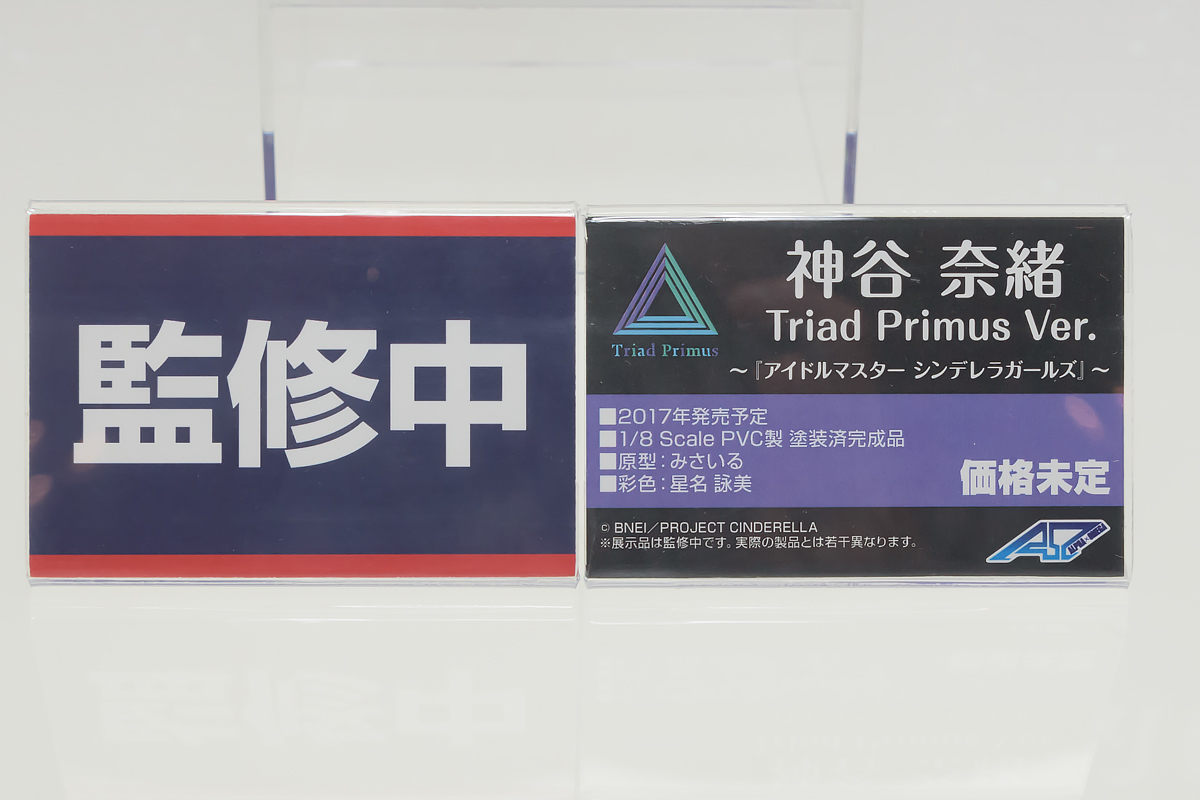 監修中
Triad Primus
神谷 奈緒
Triad Primus Ver.
～『アイドルマスター シンデレラガールズ』～
■2017年発売予定
■1/8 Scale PVC製 塗装済完成品
■原型：みさいる
■彩色：星名 詠美
価格未定
© BNEI／PROJECT CINDERELLA
※展示品は監修中です。実際の製品とは若干異なります。